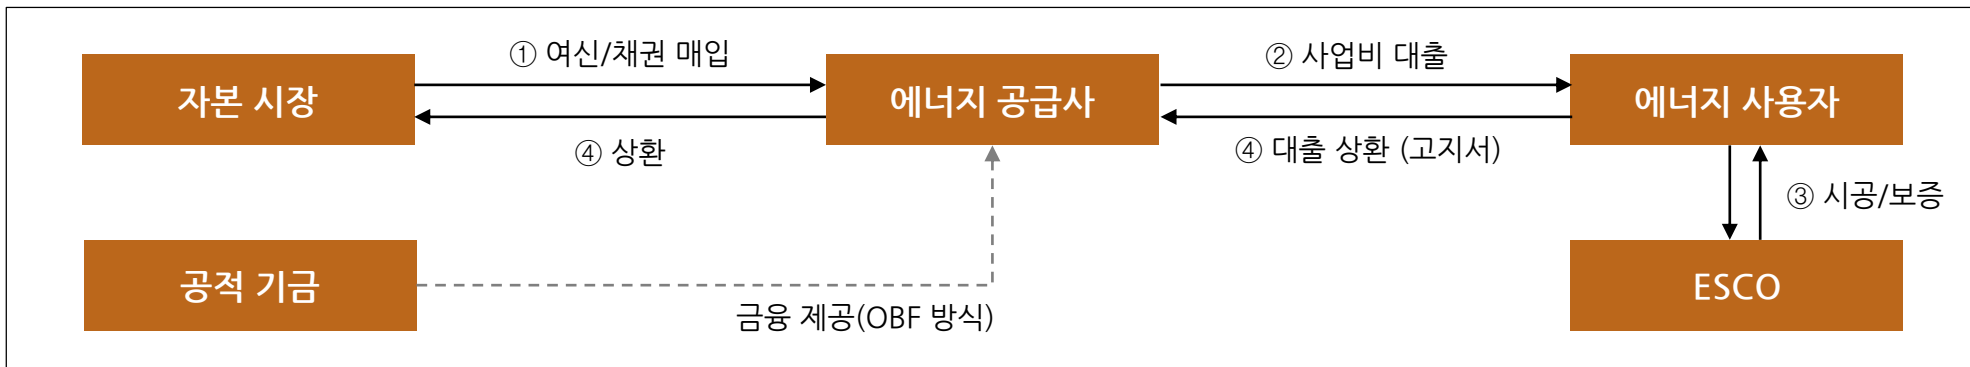 ① 여신/채권 매입
② 사업비 대출
자본 시장
에너지 공급사
에너지 사용자
④ 상환
④ 대출 상환 (고지서)
③ 시공/보증
공적 기금
ESCO
금융 제공(OBF 방식)